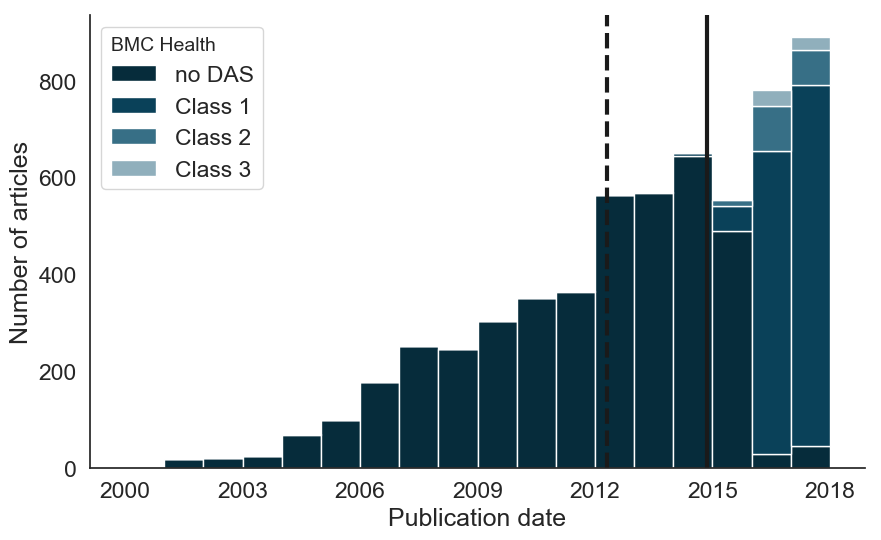 BMC Health
no DAS
Class 1
Class 2
Class 3
Number of articles
800
600
400
200
0
2000 2003 2006 2009 2012 2015 2018
Publication date